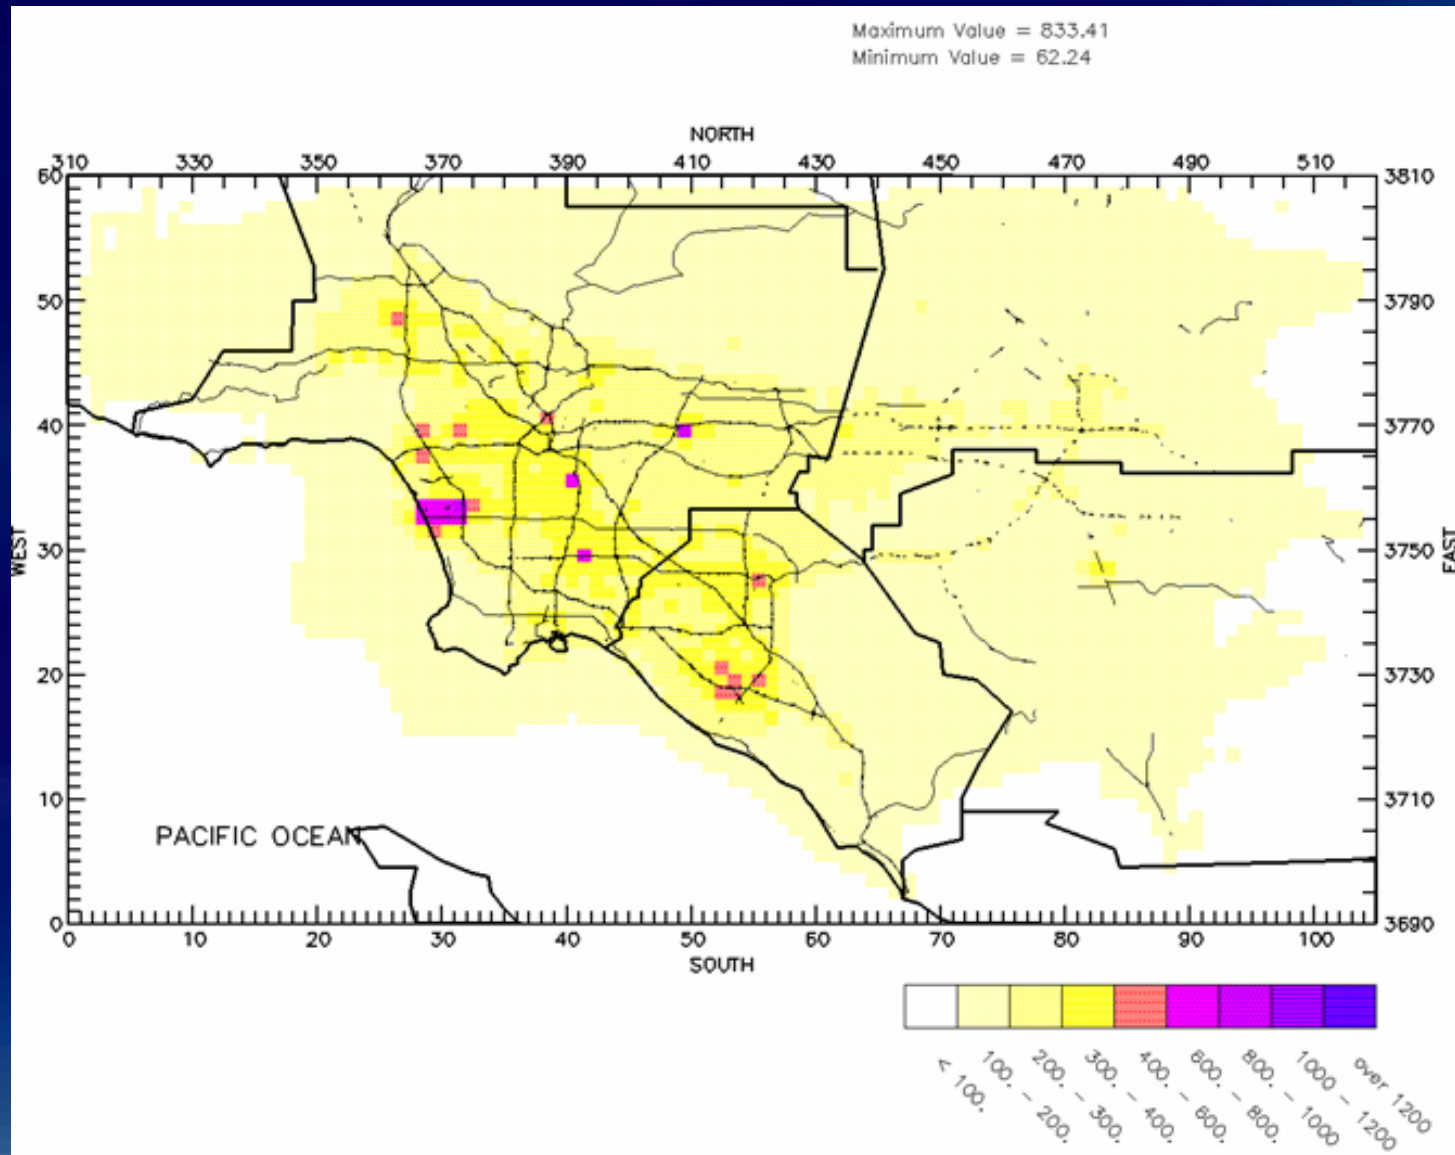 Maximum Value = 833.41
Minimum Value = 62.24
NORTH
310 330 350 370 390 410 430 450 470 490 510
60 3810
50 3790
40 3770
WEST 30 3750 EAST
20 3730
10 3710
PACIFIC OCEAN
0 3690
0 10 20 30 40 50 60 70 80 90 100
SOUTH
< 100.
100. - 200.
200. - 300.
300. - 400.
400. - 600.
600. - 800.
800. - 1000
1000 - 1200
over 1200